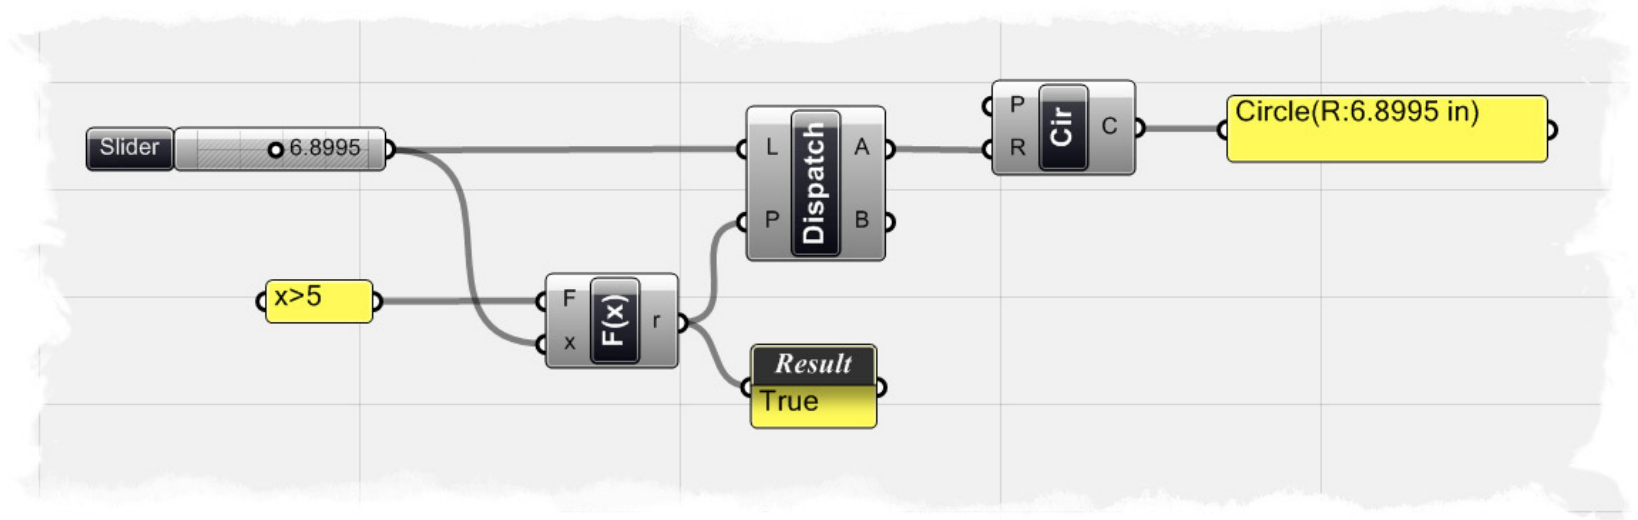 Slider
6.8995
x>5
F
x
F(x)
r
L
P
Dispatch
A
B
Result
True
P
R
Cir
C
Circle(R:6.8995 in)